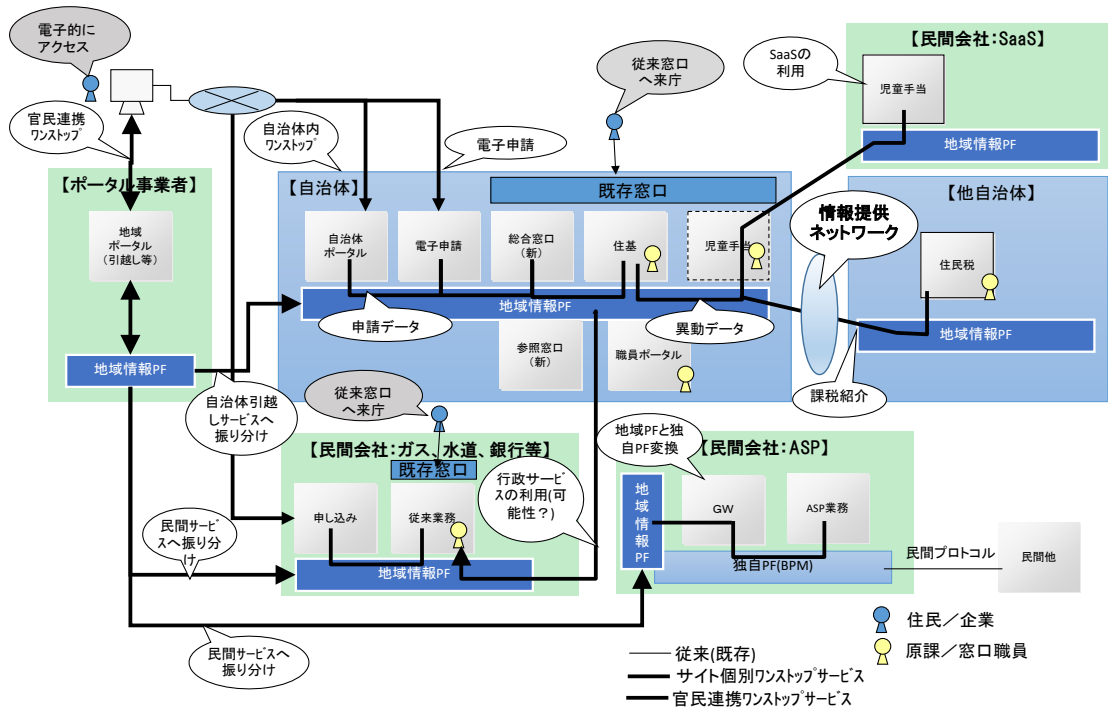 電子的に
アクセス
官民連携
ワンストップ
【ポータル事業者】
地域
ポータル
(引越し等)
地域情報PF
自治体引越
しサービスへ
振り分け
民間サービ
スへ振り分
け
民間サービスへ
振り分け
自治体内
ワンストップ
電子申請
従来窓口
へ来庁
【自治体】
既存窓口
自治体
ポータル
電子申請
総合窓口
(新)
住基
児童手当
地域情報PF
申請データ
異動データ
参照窓口
(新)
職員ポータル
SaaSの
利用
【民間会社:SaaS】
児童手当
地域情報PF
【他自治体】
情報提供
ネットワーク
住民税
地域情報PF
課税紹介
従来窓口
へ来庁
【民間会社:ガス、水道、銀行等】
既存窓口
申し込み
従来業務
地域情報PF
行政サービ
スの利用(可
能性?)
地域PFと独
自PF変換
【民間会社:ASP】
地
域
情
報
PF
GW
ASP業務
独自PF(BPM)
民間プロトコル
民間他
住民/企業
原課/窓口職員
従来(既存)
サイト個別ワンストップサービス
官民連携ワンストップサービス